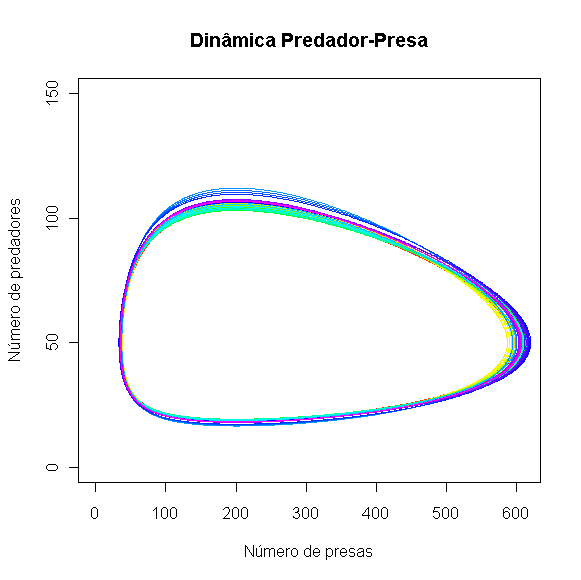 Dinâmica Predador-Presa
150
100
50
0
Número de predadores
0 100 200 300 400 500 600
Número de presas